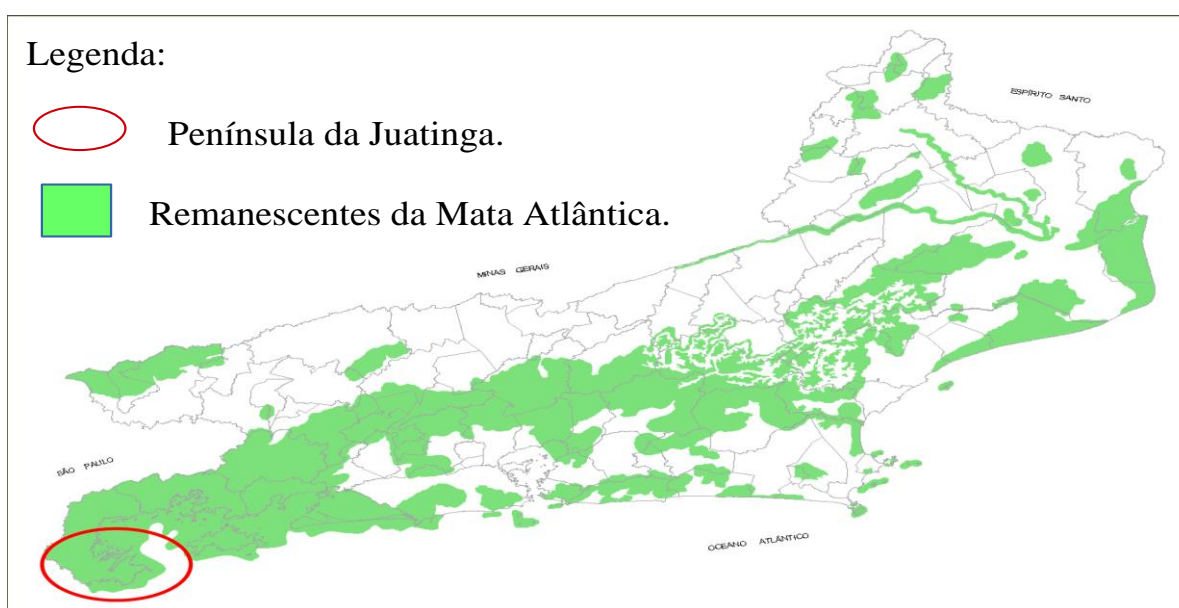 Legenda:
Península da Juatinga.
Remanescentes da Mata Atlântica.
ESPÍRITO SANTO
MINAS GERAIS
SÃO PAULO
OCEANO ATLÂNTICO